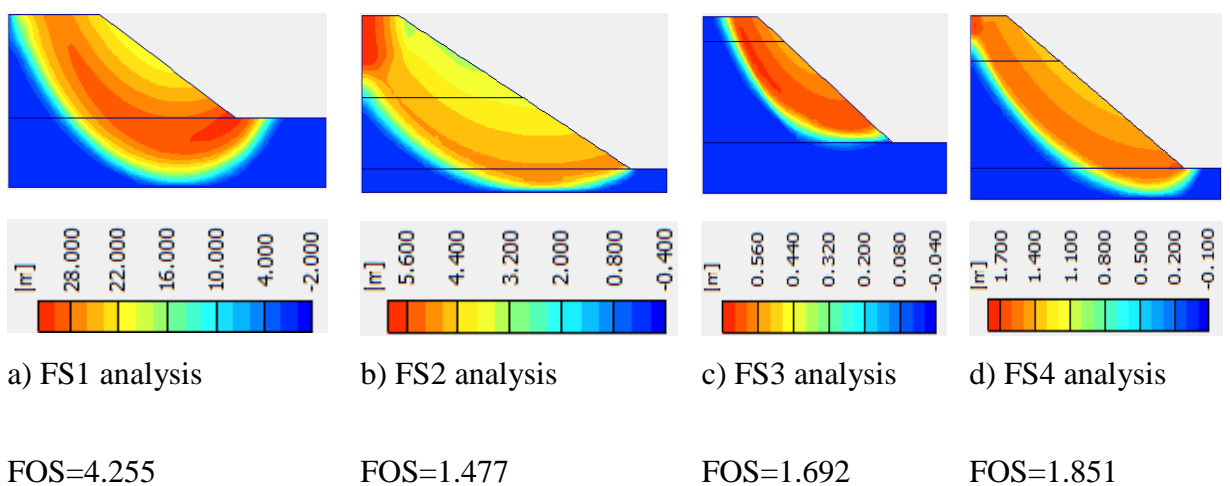 [m] 28.000 22.000 16.000 10.000 4.000 -2.000
[m] 5.600 4.400 3.200 2.000 0.800 -0.400
[m] 0.560 0.440 0.320 0.200 0.080 -0.040
[m] 1.700 1.400 1.100 0.800 0.500 0.200 -0.100
a) FS1 analysis
b) FS2 analysis
c) FS3 analysis
d) FS4 analysis
FOS=4.255
FOS=1.477
FOS=1.692
FOS=1.851